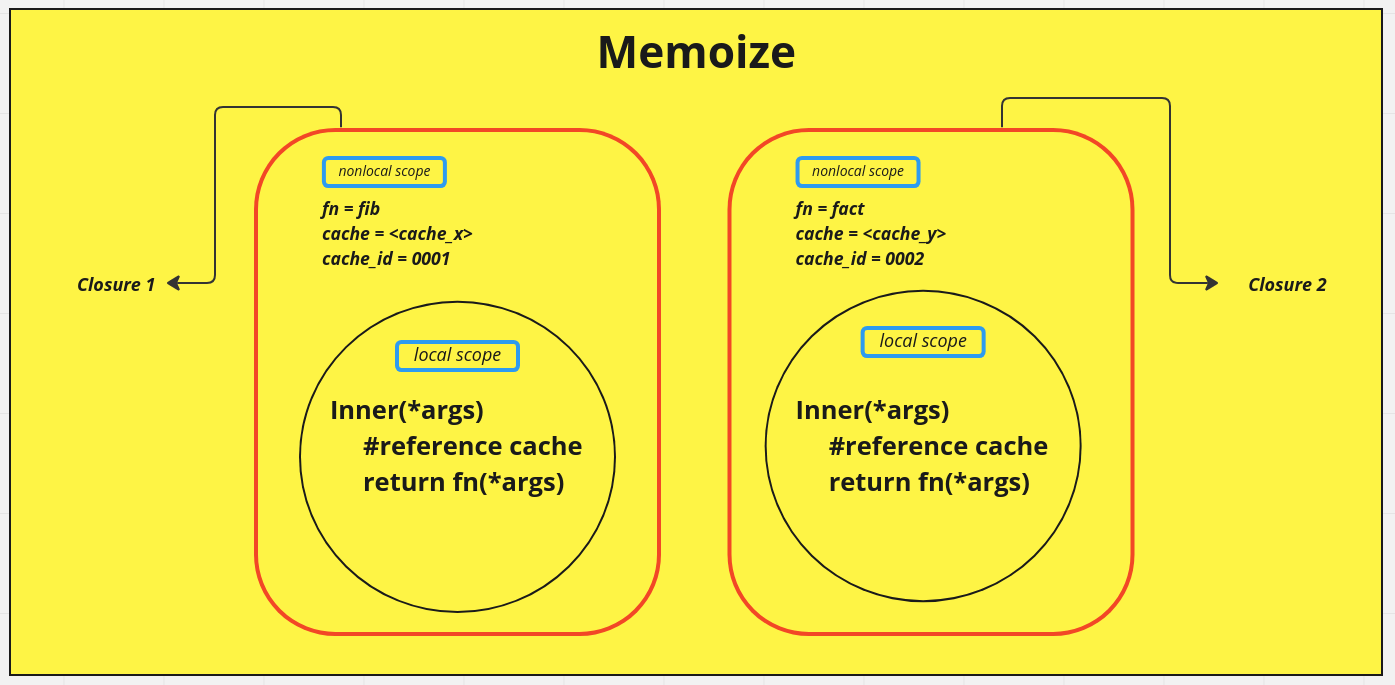 Memoize
nonlocal scope
fn = fib
cache = <cache_x>
cache_id = 0001
Closure 1
local scope
Inner(*args)
#reference cache
return fn(*args)
nonlocal scope
fn = fact
cache = <cache_y>
cache_id = 0002
Closure 2
local scope
Inner(*args)
#reference cache
return fn(*args)